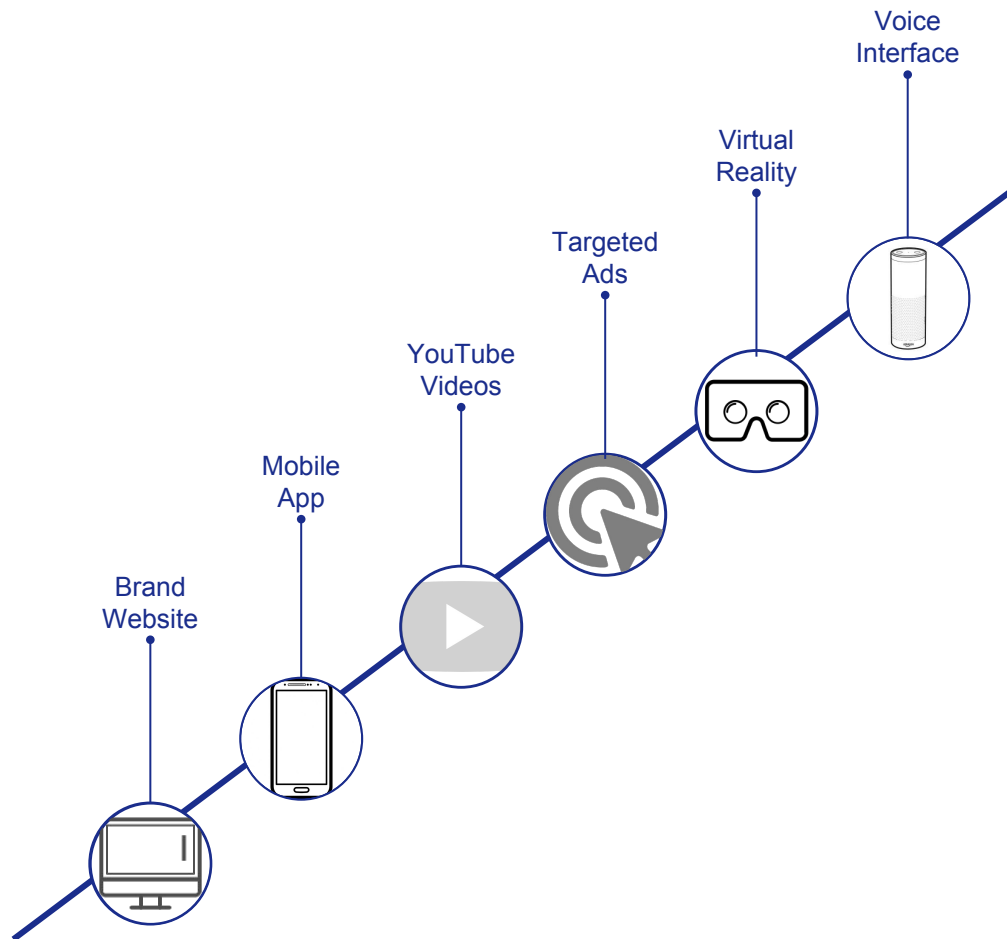 Voice
Interface
Virtual
Reality
Targeted
Ads
YouTube
Videos
Mobile
App
Brand
Website